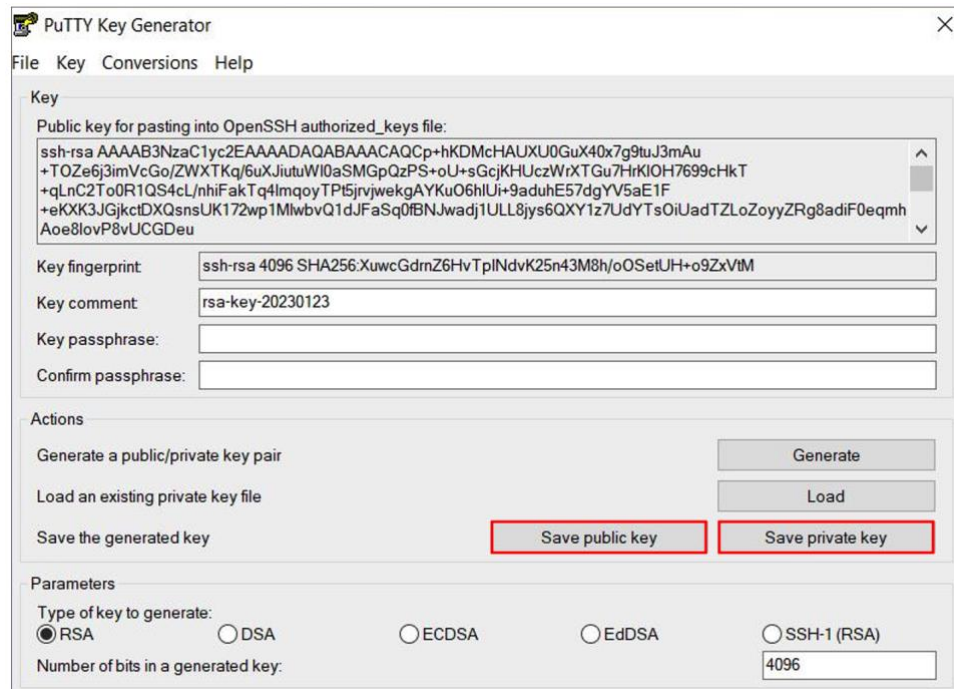 PuTTY Key Generator
File Key Conversions Help
Key
Public key for pasting into OpenSSH authorized_keys file:
ssh-rsa AAAAB3NzaC1yc2EAAAADAQABAAACAQCp+hKDMcHAUXU0GuX40x7g9tuJ3mAu
+TOZe6j3imVcGo/ZWXTKq/6uXJiutuWI0aSMGpQzPS+oU+sGcjKHUczWrXTGu7HrKlOH7699cHkT
+qLnC2To0R1QS4cL/nhiFakTq4lmqoyTPt5jrvjwekgAYKuO6hIUi+9aduhE57dgYV5aE1F
+eKXK3JGjkctDXQsnsUK172wp1MlwbvQ1dJFaSq0fBNJwadj1ULL8jys6QXY1z7UdYTsOiUadTZLoZoyyZRg8adiF0eqmh
Aoe8lovP8vUCGDeu
Key fingerprint: ssh-rsa 4096 SHA256:XuwcGdrnZ6HvTplNdvK25n43M8h/oOSetUH+o9ZxVtM
Key comment: rsa-key-20230123
Key passphrase:
Confirm passphrase:
Actions
Generate a public/private key pair Generate
Load an existing private key file Load
Save the generated key Save public key Save private key
Parameters
Type of key to generate:
RSA DSA ECDSA EdDSA SSH-1 (RSA)
Number of bits in a generated key: 4096